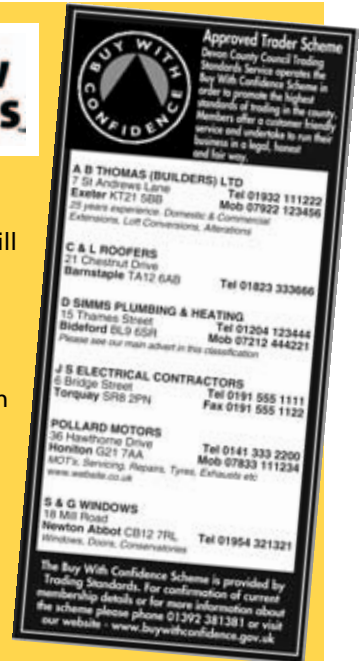 BUY WITH CONFIDENCE
Approved Trader Scheme
Devon County Council Trading
Standards Service operates the
Buy With Confidence Scheme in
order to promote the highest
standards of trading in the county.
Members offer a customer friendly
service and undertake to run their
business in a legal, honest
and fair way.
A B THOMAS (BUILDERS) LTD
7 St Andrews Lane Tel 01932 111222
Exeter KT21 5BB Mob 07922 123456
25 years experience. Domestic & Commercial
Extensions, Loft Conversions, Alterations
C & L ROOFERS
21 Chestnut Drive
Barnstaple TA12 6AB Tel 01823 333666
D SIMMS PLUMBING & HEATING
15 Thames Street Tel 01204 123444
Bideford BL9 6SR Mob 07212 444221
Please see our main advert in this classification
J S ELECTRICAL CONTRACTORS
6 Bridge Street Tel 0191 555 1111
Torquay SR8 2PN Fax 0191 555 1122
POLLARD MOTORS
36 Hawthorne Drive Tel 0141 333 2200
Honiton G21 7AA Mob 07833 111234
MOT's, Servicing, Repairs, Tyres, Exhausts etc
www.website.co.uk
S & G WINDOWS
18 Mill Road
Newton Abbot CB12 7RL Tel 01954 321321
Windows, Doors, Conservatories
The Buy With Confidence Scheme is provided by
Trading Standards. For confirmation of current
membership details or for more information about
the scheme please phone 01392 381381 or visit
our website - www.buywithconfidence.gov.uk